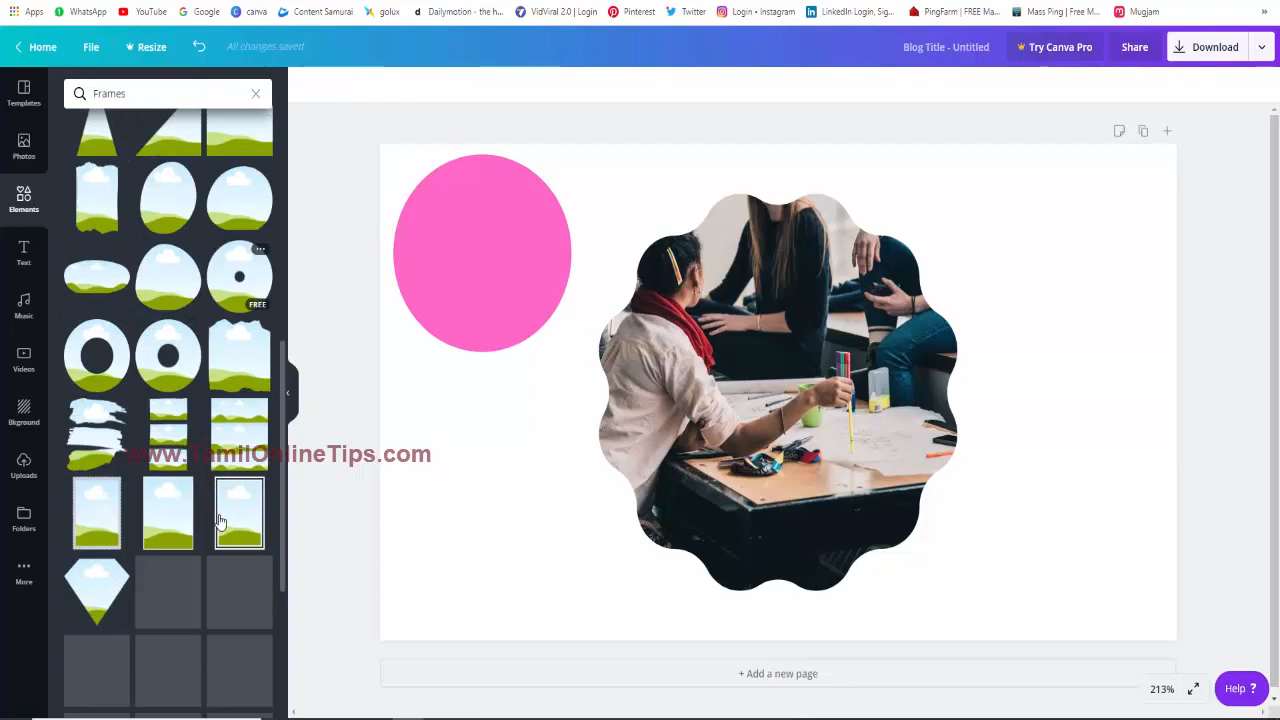 Apps WhatsApp YouTube Google canva Content Samurai golux Dailymotion - the h... VidViral 2.0 | Login Pinterest Twitter Login • Instagram LinkedIn Login, Sig... PingFarm | FREE Ma... Mass Ping | Free M... Mugjam »
Home File Resize All changes saved Blog Title - Untitled Try Canva Pro Share Download
Templates
Photos
Elements
Text
Music
Videos
Bkground
Uploads
Folders
More
Frames
FREE
www.TamilOnlineTips.com
+ Add a new page
213%
Help ?